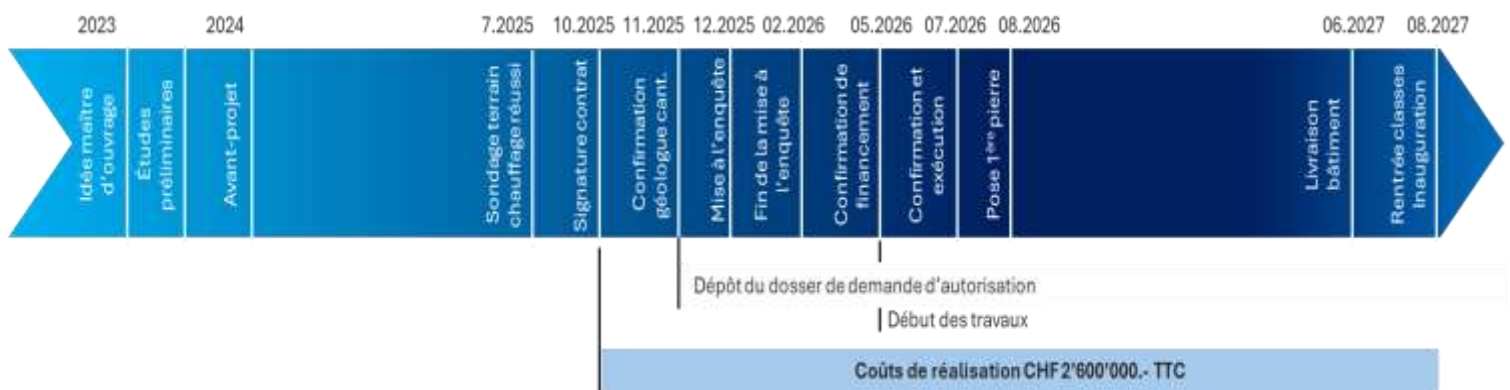 2023
2024
7.2025
10.2025
11.2025
12.2025
02.2026
05.2026
07.2026
08.2026
06.2027
08.2027
Idées maître
d'ouvrage
Études
préliminaires
Avant-projet
Sondage terrain
chauffage réussi
Signature contrat
Confirmation
géologue cant.
Mise à l'enquête
Fin de la mise à
l'enquête
Confirmation de
financement
Confirmation et
exécution
Pose 1ère pierre
Livraison
bâtiment
Rentrée classes
Inauguration
Dépôt du dosser de demande d'autorisation
Début des travaux
Coûts de réalisation CHF 2'600'000.- TTC